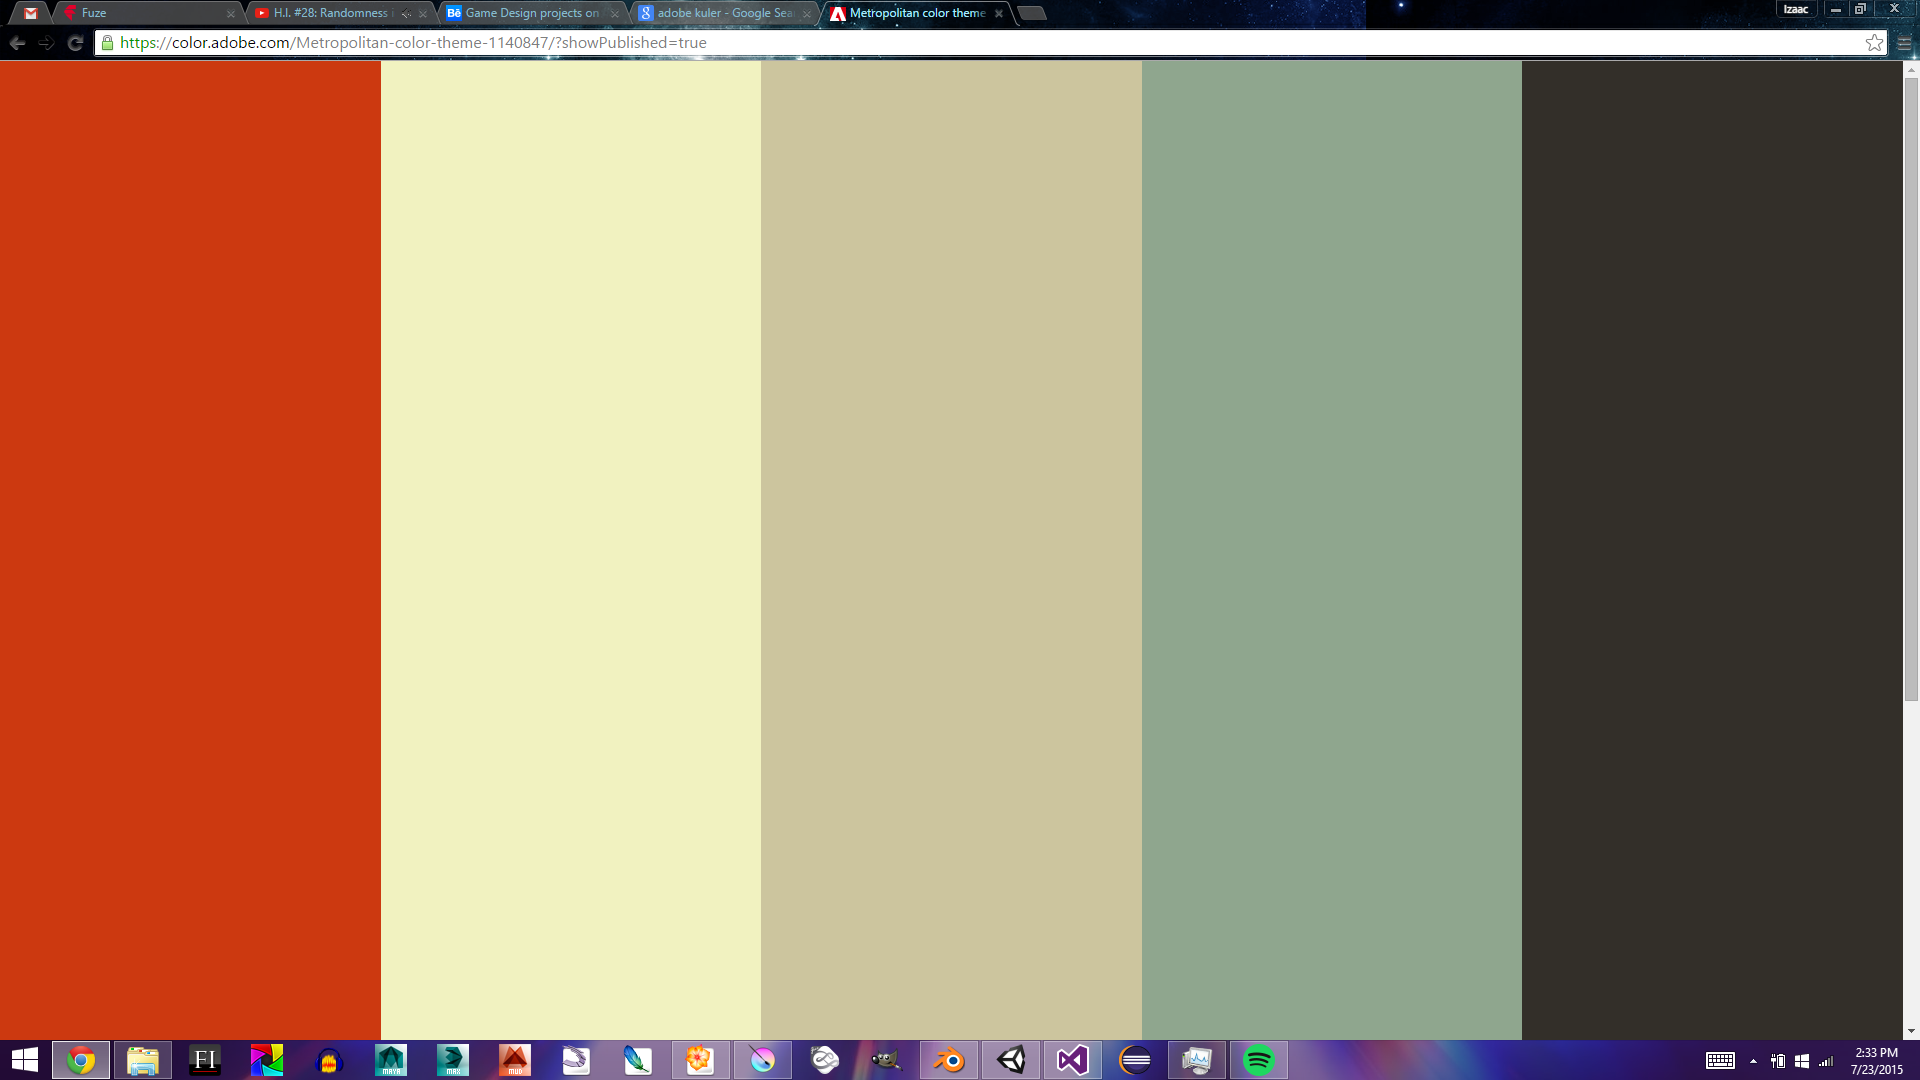 Fuze
H.I. #28: Randomness i
Bē Game Design projects on
g adobe kuler - Google Sea
Metropolitan color theme
Izaac
https://color.adobe.com/Metropolitan-color-theme-1140847/?showPublished=true
FI
MAYA
MAX
MUD
2:33 PM
7/23/2015